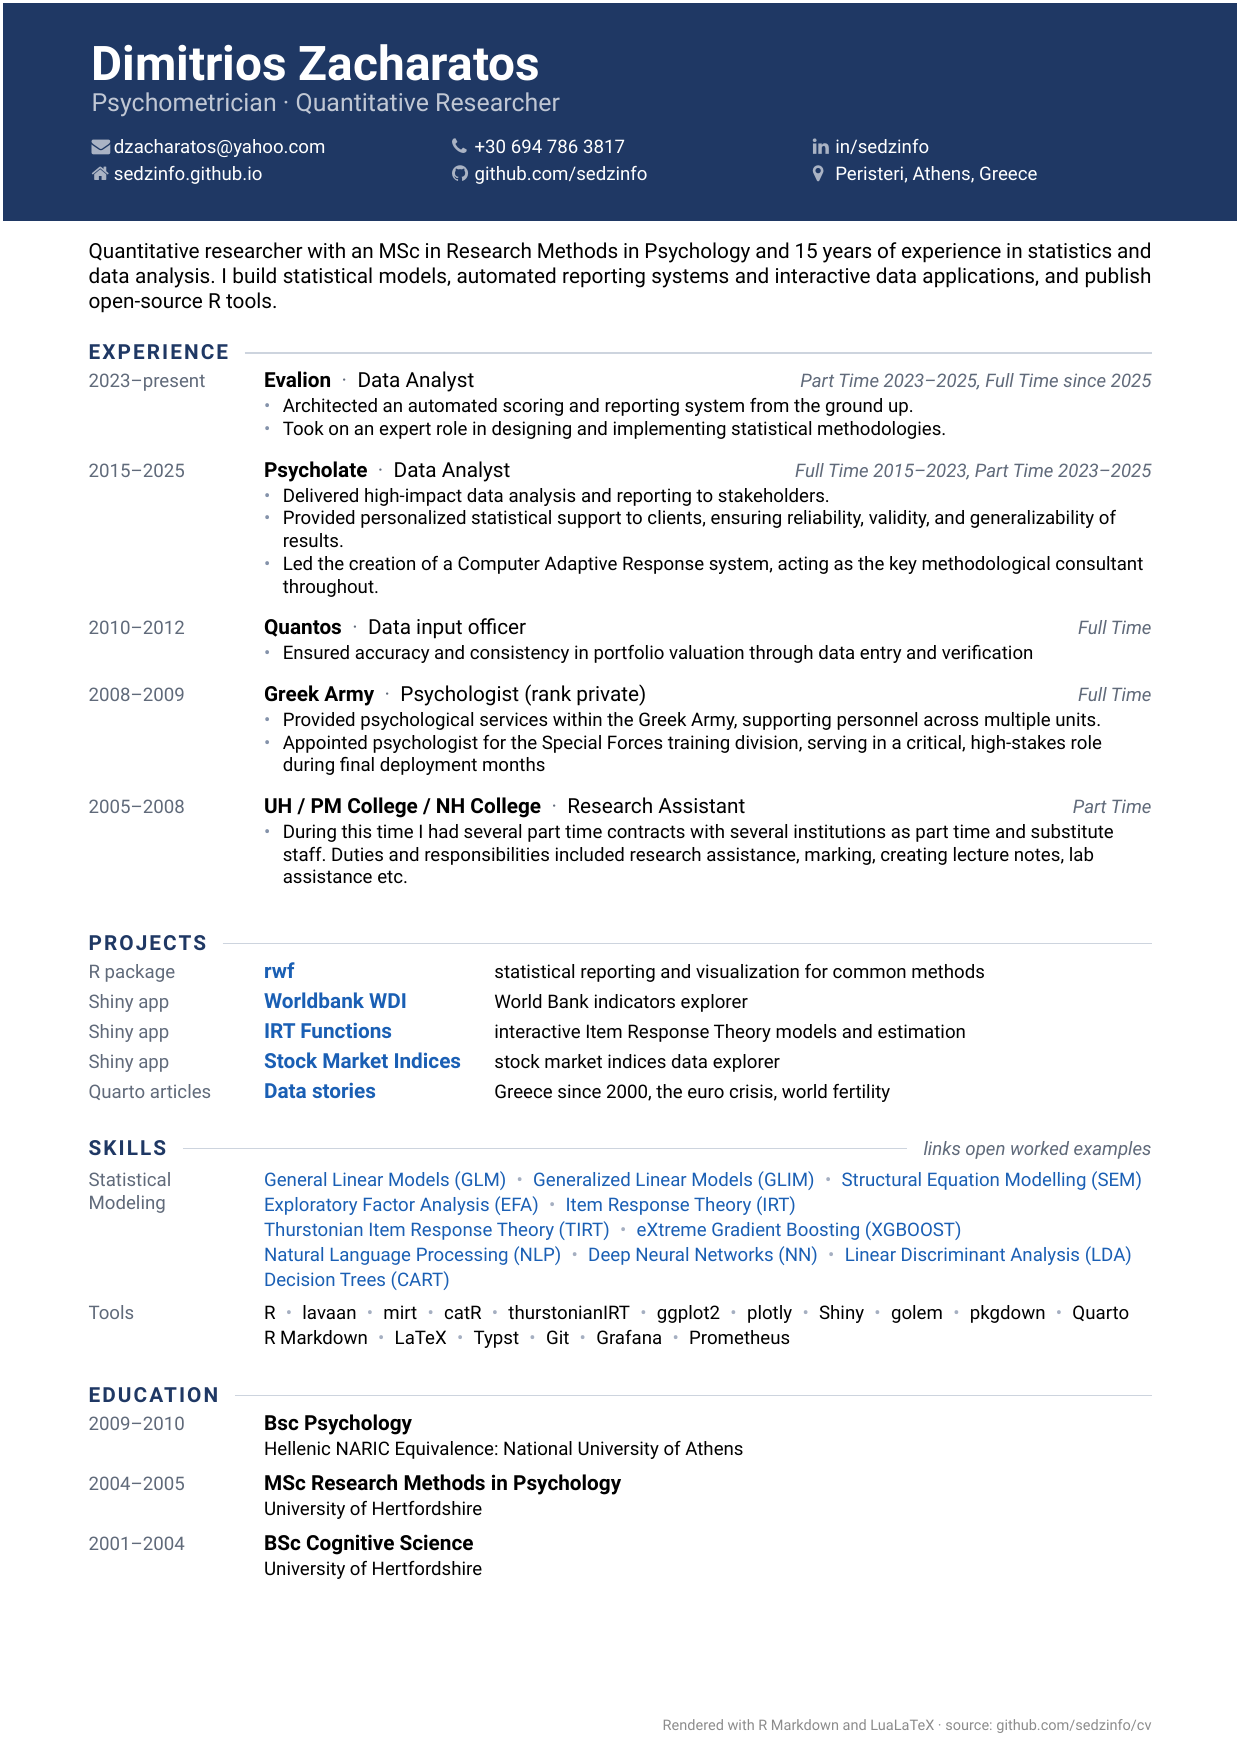 Dimitrios Zacharatos
Psychometrician · Quantitative Researcher
dzacharatos@yahoo.com +30 694 786 3817 in/sedzinfo
sedzinfo.github.io github.com/sedzinfo Peristeri, Athens, Greece
Quantitative researcher with an MSc in Research Methods in Psychology and 15 years of experience in statistics and
data analysis. I build statistical models, automated reporting systems and interactive data applications, and publish
open-source R tools.
EXPERIENCE
2023–present Evalion · Data Analyst Part Time 2023–2025, Full Time since 2025
• Architected an automated scoring and reporting system from the ground up.
• Took on an expert role in designing and implementing statistical methodologies.
2015–2025 Psycholate · Data Analyst Full Time 2015–2023, Part Time 2023–2025
• Delivered high-impact data analysis and reporting to stakeholders.
• Provided personalized statistical support to clients, ensuring reliability, validity, and generalizability of
results.
• Led the creation of a Computer Adaptive Response system, acting as the key methodological consultant
throughout.
2010–2012 Quantos · Data input officer Full Time
• Ensured accuracy and consistency in portfolio valuation through data entry and verification
2008–2009 Greek Army · Psychologist (rank private) Full Time
• Provided psychological services within the Greek Army, supporting personnel across multiple units.
• Appointed psychologist for the Special Forces training division, serving in a critical, high-stakes role
during final deployment months
2005–2008 UH / PM College / NH College · Research Assistant Part Time
• During this time I had several part time contracts with several institutions as part time and substitute
staff. Duties and responsibilities included research assistance, marking, creating lecture notes, lab
assistance etc.
PROJECTS
R package rwf statistical reporting and visualization for common methods
Shiny app Worldbank WDI World Bank indicators explorer
Shiny app IRT Functions interactive Item Response Theory models and estimation
Shiny app Stock Market Indices stock market indices data explorer
Quarto articles Data stories Greece since 2000, the euro crisis, world fertility
SKILLS links open worked examples
Statistical Modeling General Linear Models (GLM) • Generalized Linear Models (GLIM) • Structural Equation Modelling (SEM)
Exploratory Factor Analysis (EFA) • Item Response Theory (IRT)
Thurstonian Item Response Theory (TIRT) • eXtreme Gradient Boosting (XGBOOST)
Natural Language Processing (NLP) • Deep Neural Networks (NN) • Linear Discriminant Analysis (LDA)
Decision Trees (CART)
Tools R • lavaan • mirt • catR • thurstonianIRT • ggplot2 • plotly • Shiny • golem • pkgdown • Quarto
R Markdown • LaTeX • Typst • Git • Grafana • Prometheus
EDUCATION
2009–2010 Bsc Psychology
Hellenic NARIC Equivalence: National University of Athens
2004–2005 MSc Research Methods in Psychology
University of Hertfordshire
2001–2004 BSc Cognitive Science
University of Hertfordshire
Rendered with R Markdown and LuaLaTeX · source: github.com/sedzinfo/cv